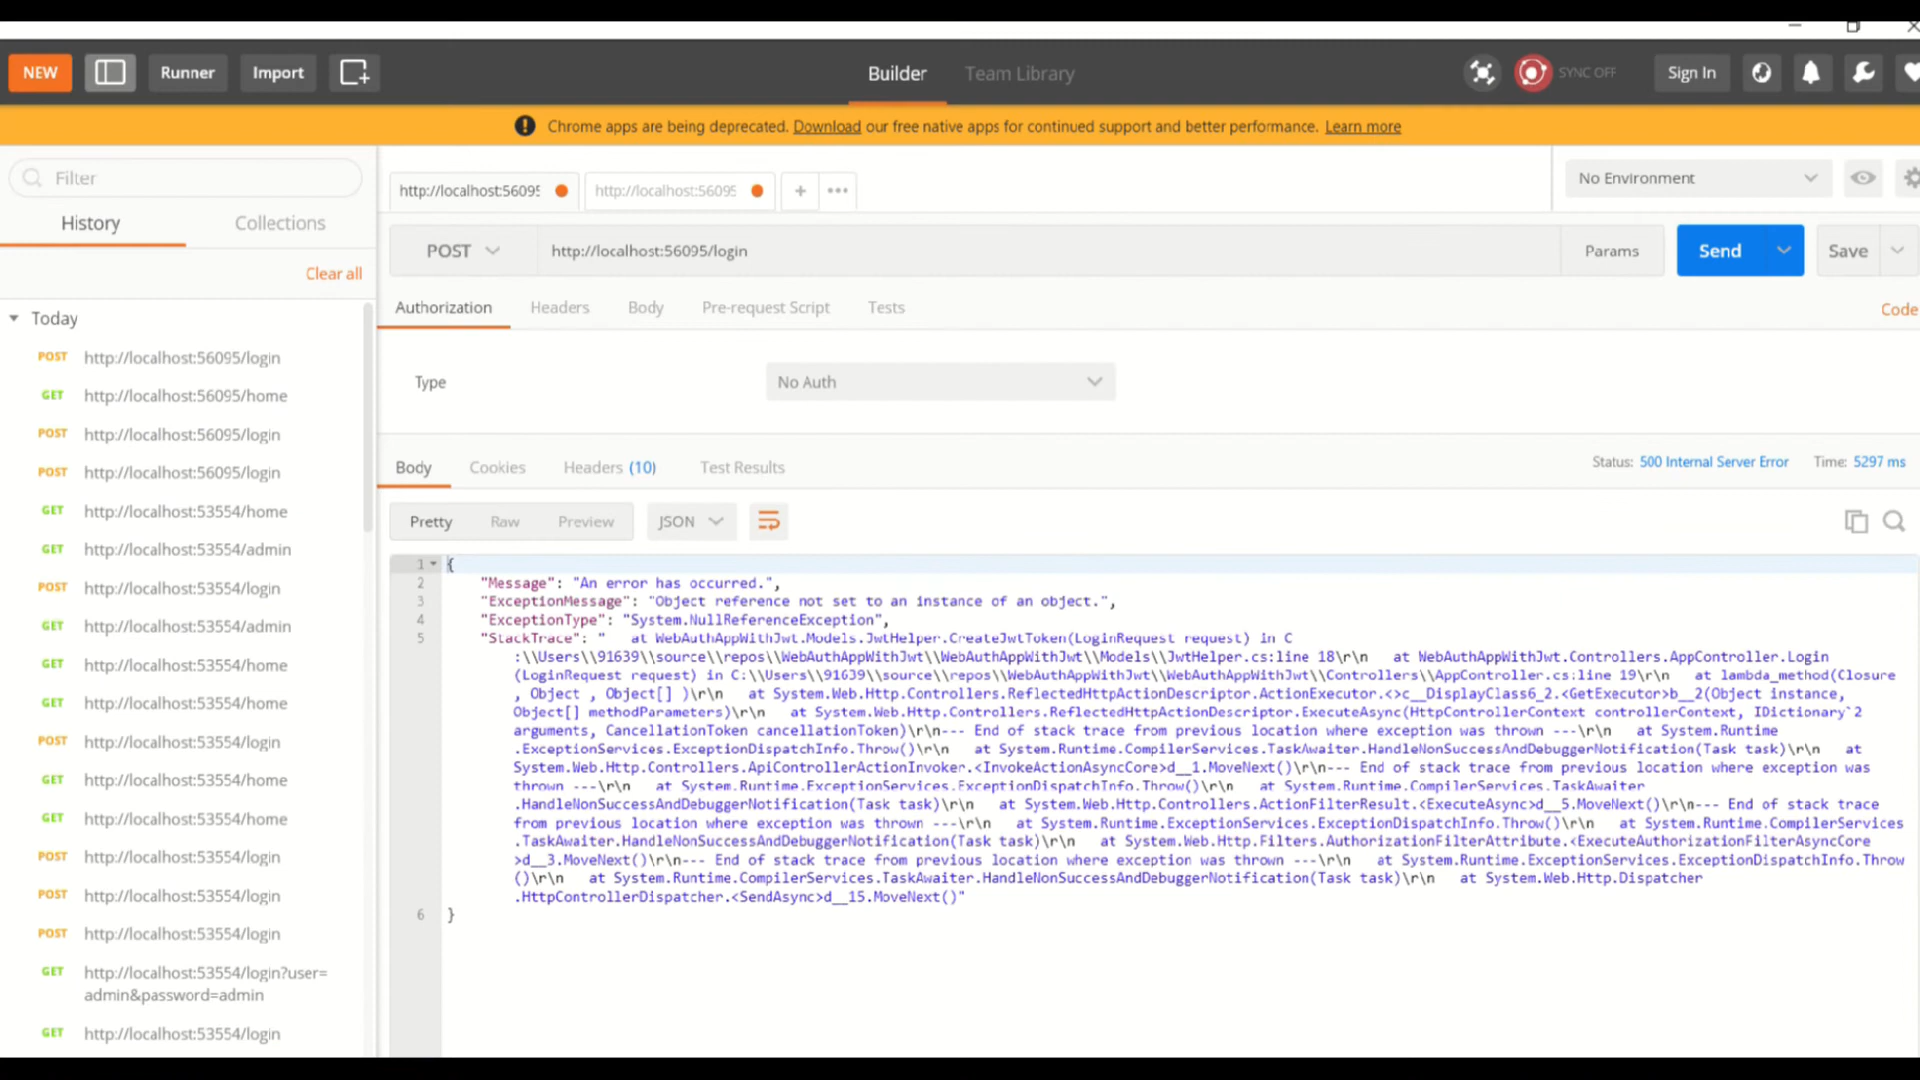 NEW
Runner
Import
Builder
Team Library
SYNC OFF
Sign In
Chrome apps are being deprecated. Download our free native apps for continued support and better performance. Learn more
Filter
http://localhost:56095
http://localhost:56095
No Environment
History
Collections
Clear all
POST
http://localhost:56095/login
Params
Send
Save
Authorization
Headers
Body
Pre-request Script
Tests
Code
Type
No Auth
Today
POST http://localhost:56095/login
GET http://localhost:56095/home
POST http://localhost:56095/login
POST http://localhost:56095/login
GET http://localhost:53554/home
GET http://localhost:53554/admin
POST http://localhost:53554/login
GET http://localhost:53554/admin
GET http://localhost:53554/home
GET http://localhost:53554/home
POST http://localhost:53554/login
GET http://localhost:53554/home
GET http://localhost:53554/home
POST http://localhost:53554/login
POST http://localhost:53554/login
POST http://localhost:53554/login
GET http://localhost:53554/login?user=
admin&password=admin
GET http://localhost:53554/login
Body
Cookies
Headers (10)
Test Results
Status: 500 Internal Server Error
Time: 5297 ms
Pretty
Raw
Preview
JSON
1 {
2 "Message": "An error has occurred.",
3 "ExceptionMessage": "Object reference not set to an instance of an object.",
4 "ExceptionType": "System.NullReferenceException",
5 "StackTrace": "   at WebAuthAppWithJwt.Models.JwtHelper.CreateJwtToken(LoginRequest request) in C
:\\Users\\91639\\source\\repos\\WebAuthAppWithJwt\\WebAuthAppWithJwt\\Models\\JwtHelper.cs:line 18\r\n   at WebAuthAppWithJwt.Controllers.AppController.Login
(LoginRequest request) in C:\\Users\\91639\\source\\repos\\WebAuthAppWithJwt\\WebAuthAppWithJwt\\Controllers\\AppController.cs:line 19\r\n   at lambda_method(Closure
, Object , Object[] )\r\n   at System.Web.Http.Controllers.ReflectedHttpActionDescriptor.ActionExecutor.<>c__DisplayClass6_2.<GetExecutor>b__2(Object instance,
Object[] methodParameters)\r\n   at System.Web.Http.Controllers.ReflectedHttpActionDescriptor.ExecuteAsync(HttpControllerContext controllerContext, IDictionary`2
arguments, CancellationToken cancellationToken)\r\n--- End of stack trace from previous location where exception was thrown ---\r\n   at System.Runtime
.ExceptionServices.ExceptionDispatchInfo.Throw()\r\n   at System.Runtime.CompilerServices.TaskAwaiter.HandleNonSuccessAndDebuggerNotification(Task task)\r\n   at
System.Web.Http.Controllers.ApiControllerActionInvoker.<InvokeActionAsyncCore>d__1.MoveNext()\r\n--- End of stack trace from previous location where exception was
thrown ---\r\n   at System.Runtime.ExceptionServices.ExceptionDispatchInfo.Throw()\r\n   at System.Runtime.CompilerServices.TaskAwaiter
.HandleNonSuccessAndDebuggerNotification(Task task)\r\n   at System.Web.Http.Controllers.ActionFilterResult.<ExecuteAsync>d__5.MoveNext()\r\n--- End of stack trace
from previous location where exception was thrown ---\r\n   at System.Runtime.ExceptionServices.ExceptionDispatchInfo.Throw()\r\n   at System.Runtime.CompilerServices
.TaskAwaiter.HandleNonSuccessAndDebuggerNotification(Task task)\r\n   at System.Web.Http.Filters.AuthorizationFilterAttribute.<ExecuteAuthorizationFilterAsyncCore
>d__3.MoveNext()\r\n--- End of stack trace from previous location where exception was thrown ---\r\n   at System.Runtime.ExceptionServices.ExceptionDispatchInfo.Throw
()\r\n   at System.Runtime.CompilerServices.TaskAwaiter.HandleNonSuccessAndDebuggerNotification(Task task)\r\n   at System.Web.Http.Dispatcher
.HttpControllerDispatcher.<SendAsync>d__15.MoveNext()"
6 }